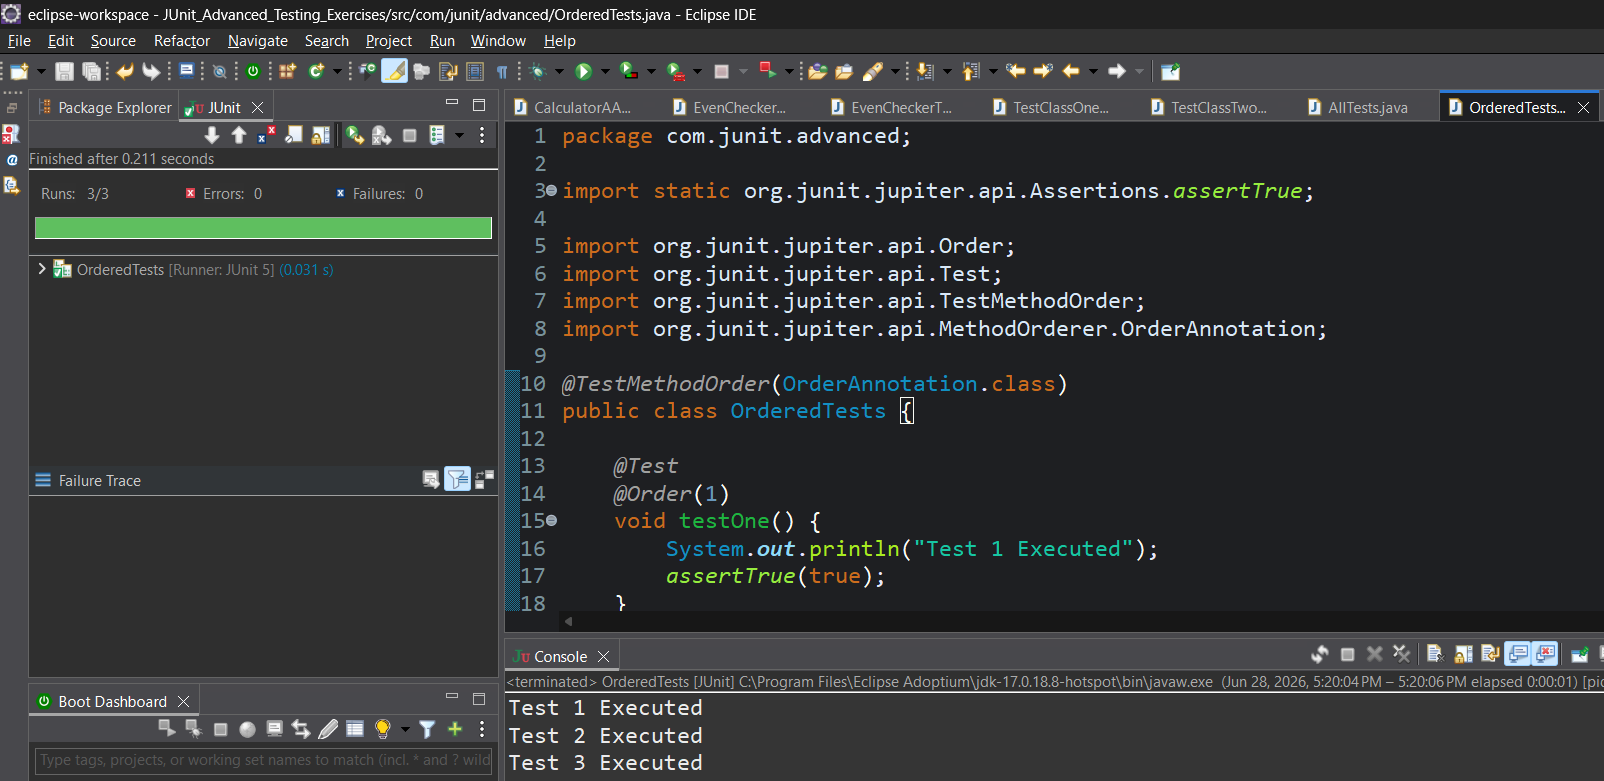 eclipse-workspace - JUnit_Advanced_Testing_Exercises/src/com/junit/advanced/OrderedTests.java - Eclipse IDE
File Edit Source Refactor Navigate Search Project Run Window Help
Package Explorer JUnit
Finished after 0.211 seconds
Runs: 3/3 Errors: 0 Failures: 0
OrderedTests [Runner: JUnit 5] (0.031 s)
Failure Trace
Boot Dashboard
Type tags, projects, or working set names to match (incl. * and ? wild
CalculatorAA... EvenChecker... EvenCheckerT... TestClassOne... TestClassTwo... AllTests.java OrderedTests...
1 package com.junit.advanced;
2
3 import static org.junit.jupiter.api.Assertions.assertTrue;
4
5 import org.junit.jupiter.api.Order;
6 import org.junit.jupiter.api.Test;
7 import org.junit.jupiter.api.TestMethodOrder;
8 import org.junit.jupiter.api.MethodOrderer.OrderAnnotation;
9
10 @TestMethodOrder(OrderAnnotation.class)
11 public class OrderedTests {
12
13 @Test
14 @Order(1)
15 void testOne() {
16 System.out.println("Test 1 Executed");
17 assertTrue(true);
18 }
Console
<terminated> OrderedTests [JUnit] C:\Program Files\Eclipse Adoptium\jdk-17.0.18.8-hotspot\bin\javaw.exe (Jun 28, 2026, 5:20:04 PM – 5:20:06 PM elapsed 0:00:01) [pid
Test 1 Executed
Test 2 Executed
Test 3 Executed